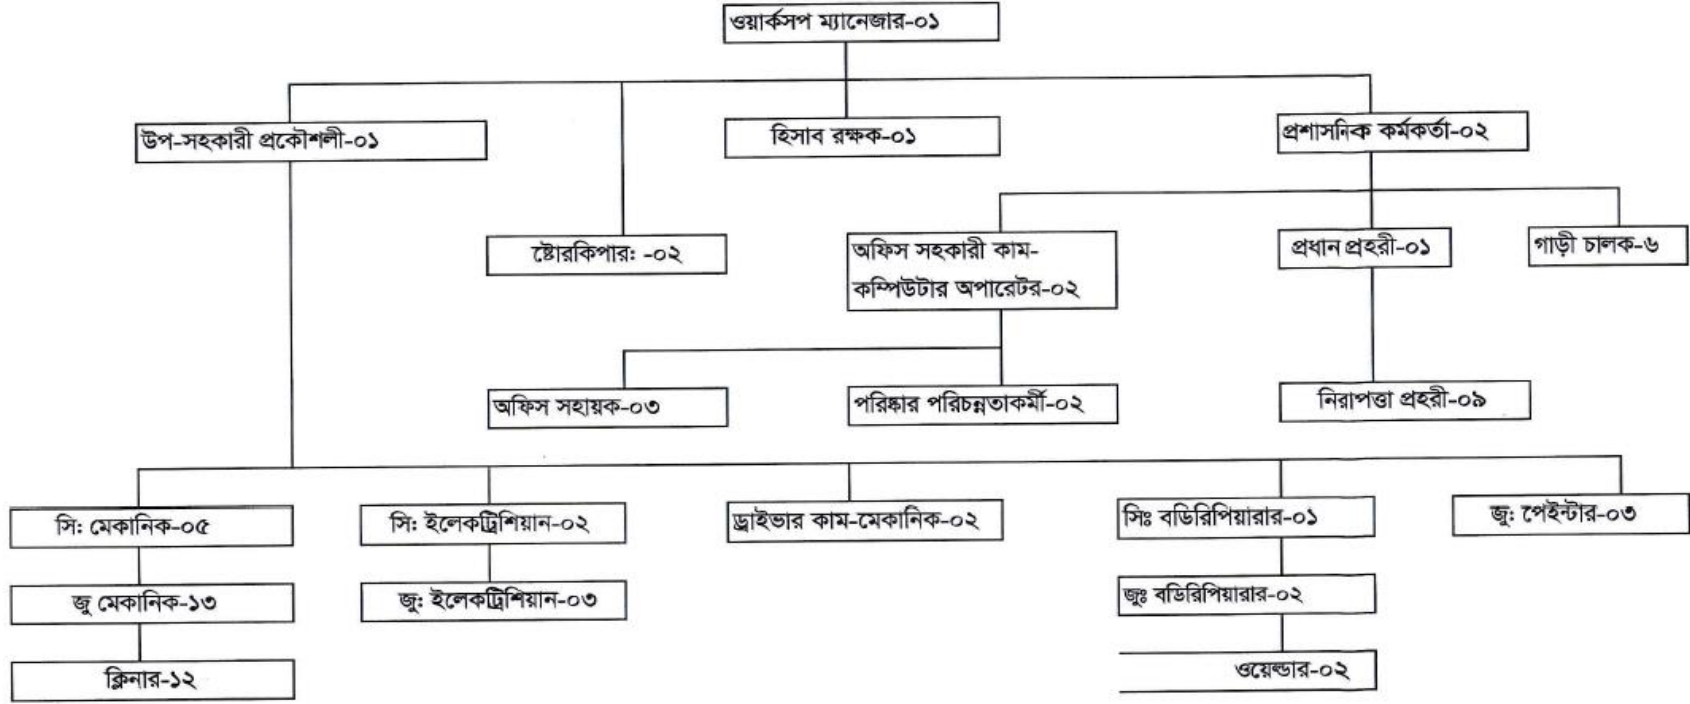 ওয়ার্কসপ ম্যানেজার-০১
উপ-সহকারী প্রকৌশলী-০১
হিসাব রক্ষক-০১
প্রশাসনিক কর্মকর্তা-০২
ষ্টোরকিপার: -০২
অফিস সহকারী কাম-
কম্পিউটার অপারেটর-০২
প্রধান প্রহরী-০১
গাড়ী চালক-৬
অফিস সহায়ক-০৩
পরিষ্কার পরিচন্নতাকর্মী-০২
নিরাপত্তা প্রহরী-০৯
সি: মেকানিক-০৫
সি: ইলেকট্রিশিয়ান-০২
ড্রাইভার কাম-মেকানিক-০২
সিঃ বডিরিপিয়ারার-০১
জু: পেইন্টার-০৩
জু মেকানিক-১৩
জু: ইলেকট্রিশিয়ান-০৩
জুঃ বডিরিপিয়ারার-০২
ক্লিনার-১২
ওয়েল্ডার-০২